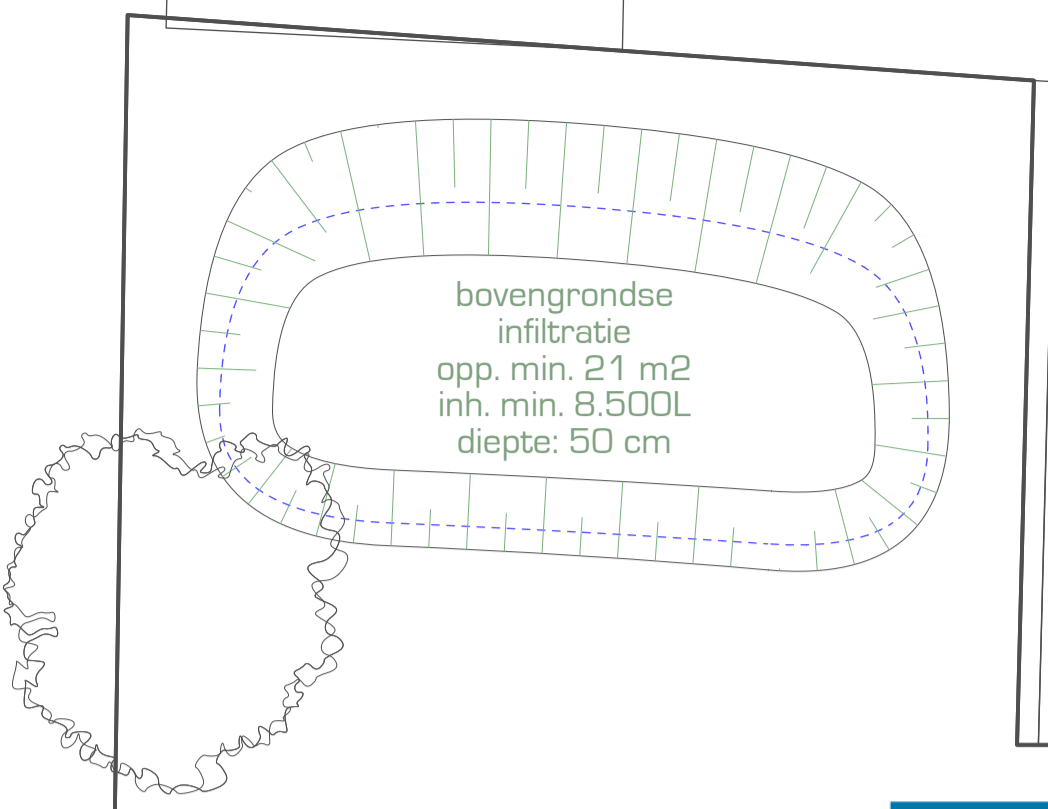 bovengrondse
infiltratie
opp. min. 21 m2
inh. min. 8.500L
diepte: 50 cm